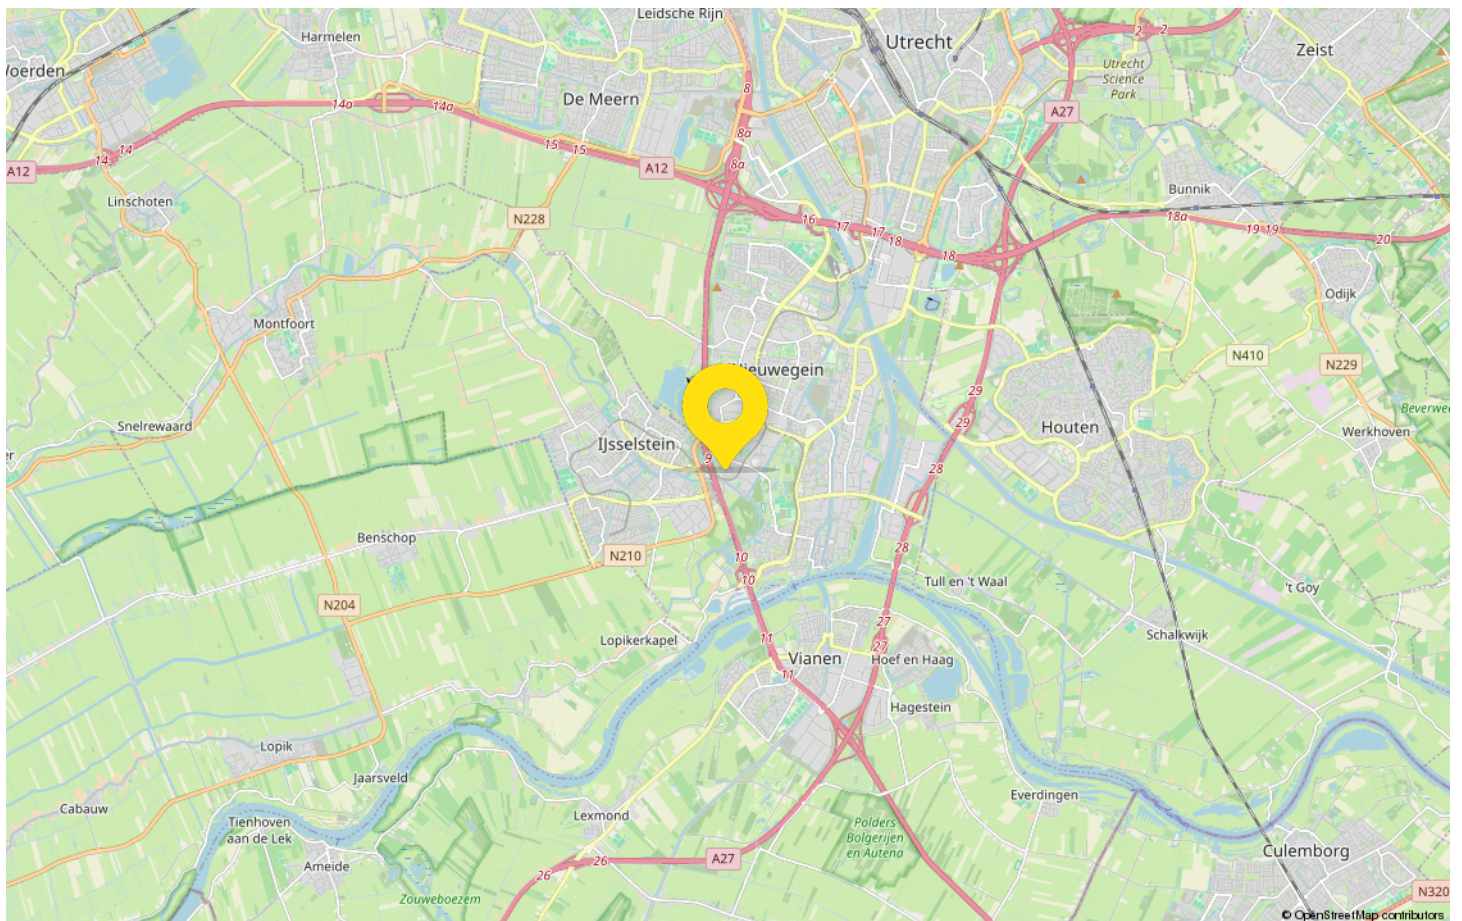 Leidsche Rijn
Harmelen
Utrecht
Zeist
2
2
Utrecht
Science
Park
De Meern
8
14a
14a
A27
8a
15
15
14
14
A12
A12
8a
Bunnik
Linschoten
N228
16
17
17
18
18
18a
19
19
20
Odijk
Montfoort
N410
N229
29
29
Snelrewaard
IJsselstein
Houten
Werkhoven
9
28
28
Benschop
N210
10
10
Tull en 't Waal
't Goy
N204
Lopikerkapel
11
11
27
27
Schalkwijk
Vianen
Hoef en Haag
Hagestein
Lopik
Jaarsveld
Cabauw
Everdingen
Tienhoven
aan de Lek
Lexmond
Polders
Bolgerijen
en Autena
Culemborg
Ameide
26
26
A27
Zouweboezem
N320
© OpenStreetMap contributors